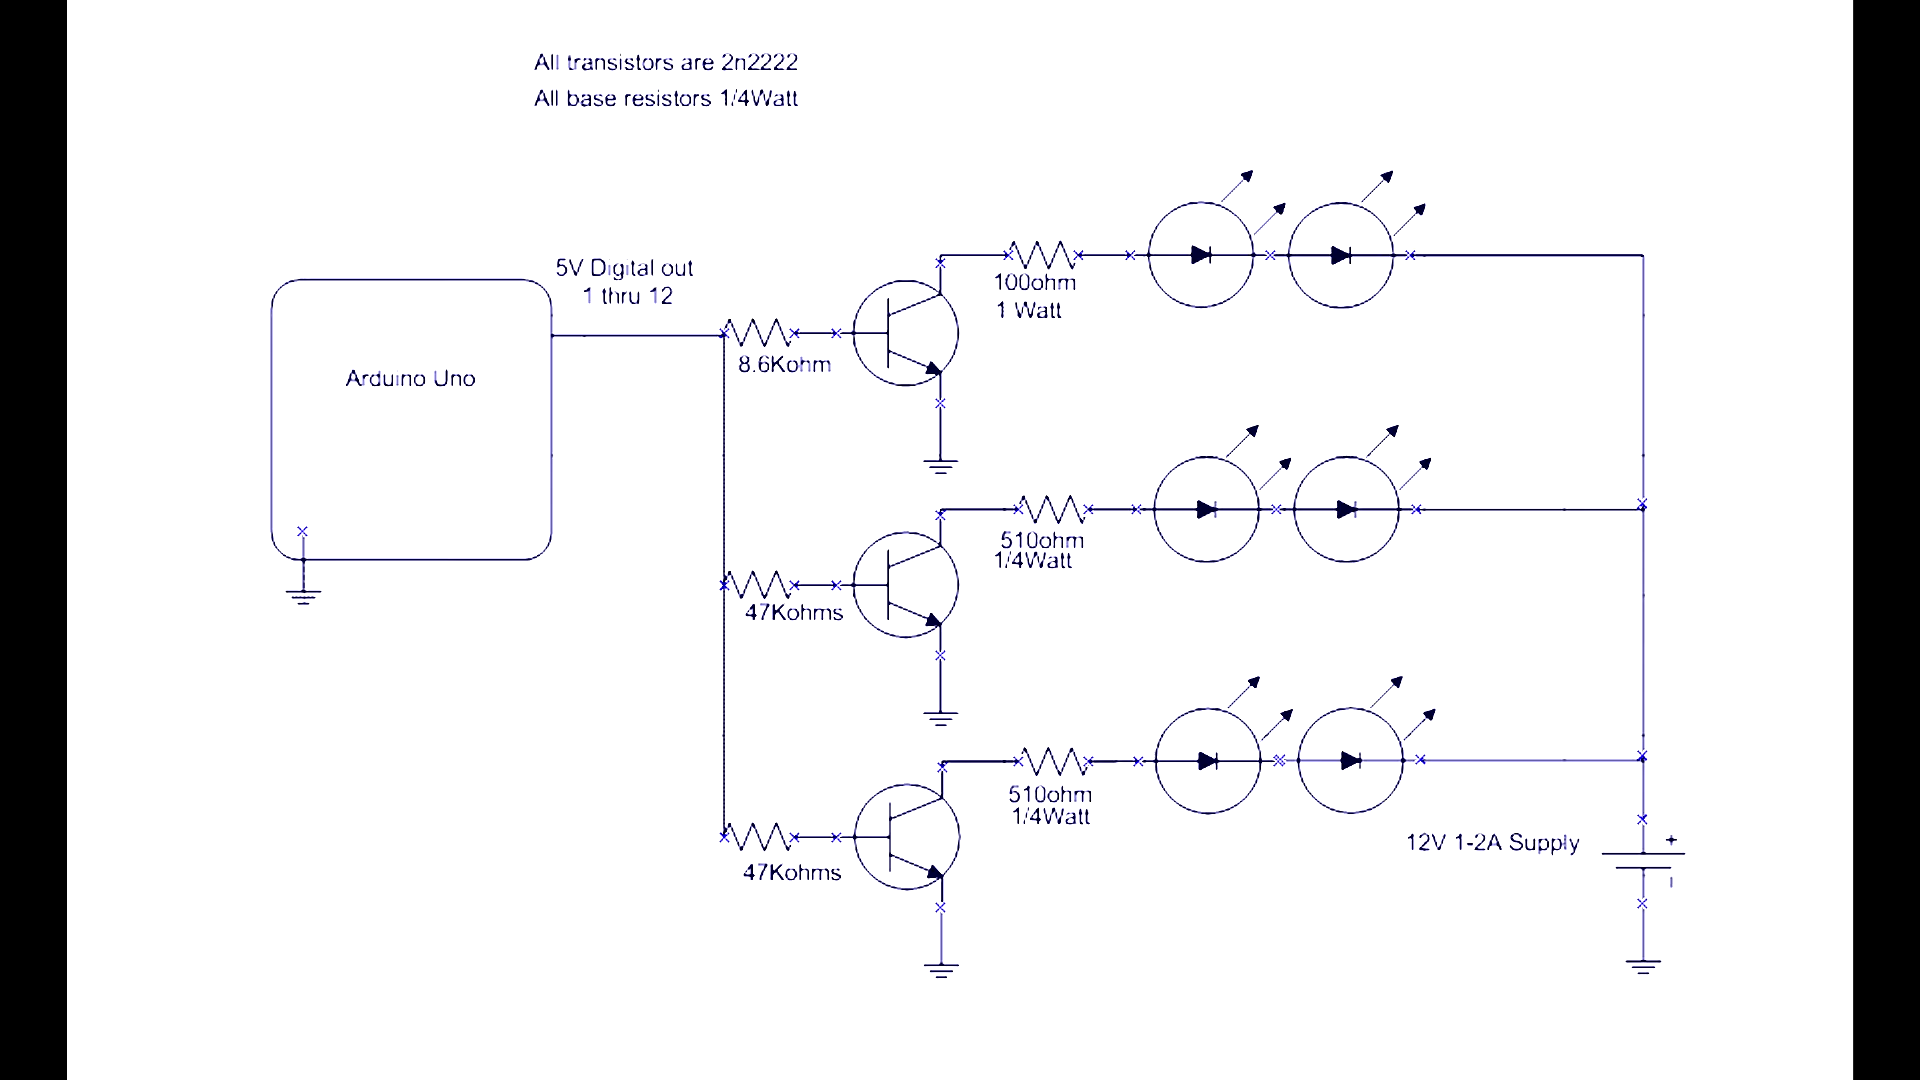 All transistors are 2n2222
All base resistors 1/4Watt
5V Digital out
1 thru 12
Arduino Uno
8.6Kohm
100ohm
1 Watt
510ohm
1/4Watt
47Kohms
510ohm
1/4Watt
47Kohms
12V 1-2A Supply
+
-